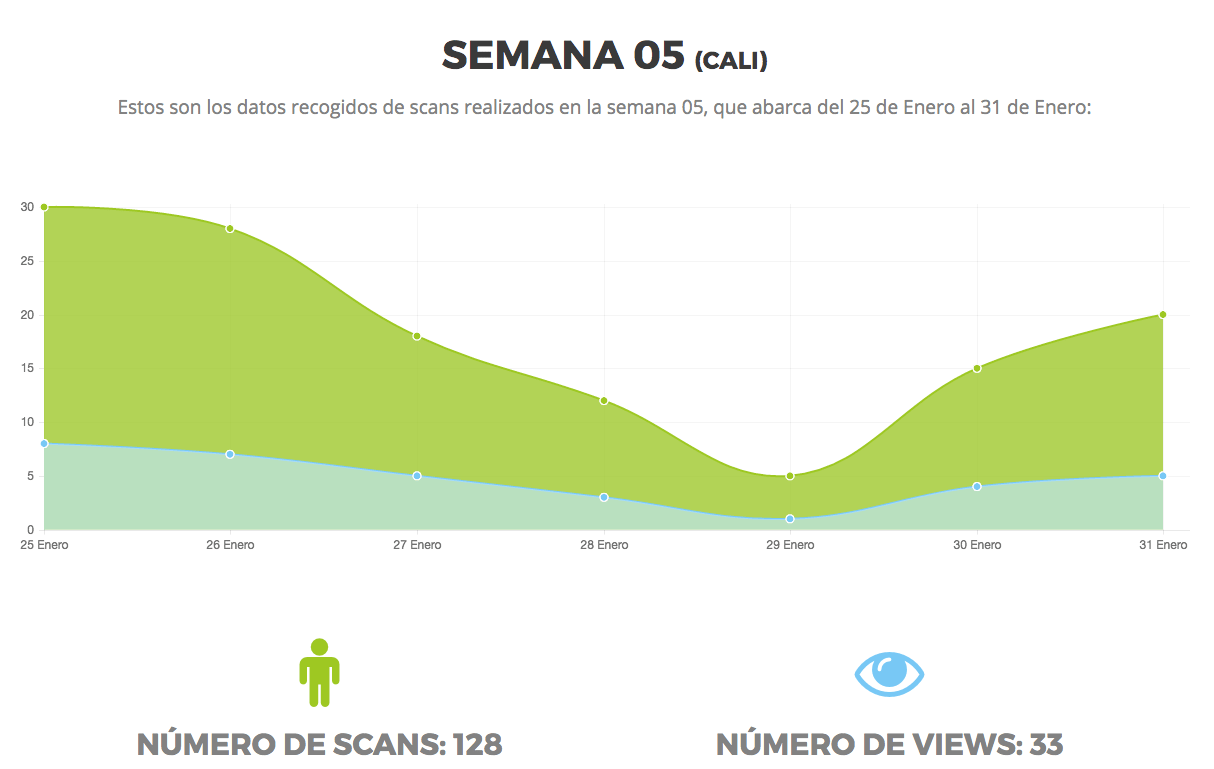 SEMANA 05 (CALI)
Estos son los datos recogidos de scans realizados en la semana 05, que abarca del 25 de Enero al 31 de Enero:
30
25
20
15
10
5
0
25 Enero 26 Enero 27 Enero 28 Enero 29 Enero 30 Enero 31 Enero
NÚMERO DE SCANS: 128 NÚMERO DE VIEWS: 33